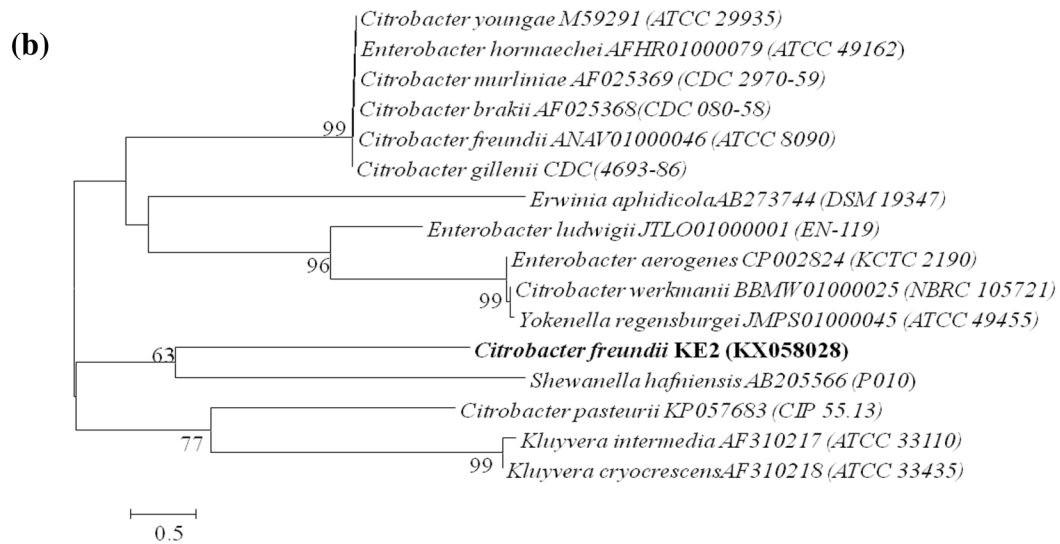 (b)
Citrobacter youngae M59291 (ATCC 29935)
Enterobacter hormaechei AFHR01000079 (ATCC 49162)
Citrobacter murliniae AF025369 (CDC 2970-59)
Citrobacter brakii AF025368(CDC 080-58)
99
Citrobacter freundii ANAV01000046 (ATCC 8090)
Citrobacter gillenii CDC(4693-86)
Erwinia aphidicolaAB273744 (DSM 19347)
Enterobacter ludwigii JTLO01000001 (EN-119)
96
Enterobacter aerogenes CP002824 (KCTC 2190)
99
Citrobacter werkmanii BBMW01000025 (NBRC 105721)
Yokenella regensburgei JMPS01000045 (ATCC 49455)
63
Citrobacter freundii KE2 (KX058028)
Shewanella hafniensis AB205566 (P010)
Citrobacter pasteurii KP057683 (CIP 55.13)
77
Kluyvera intermedia AF310217 (ATCC 33110)
99
Kluyvera cryocrescensAF310218 (ATCC 33435)
0.5